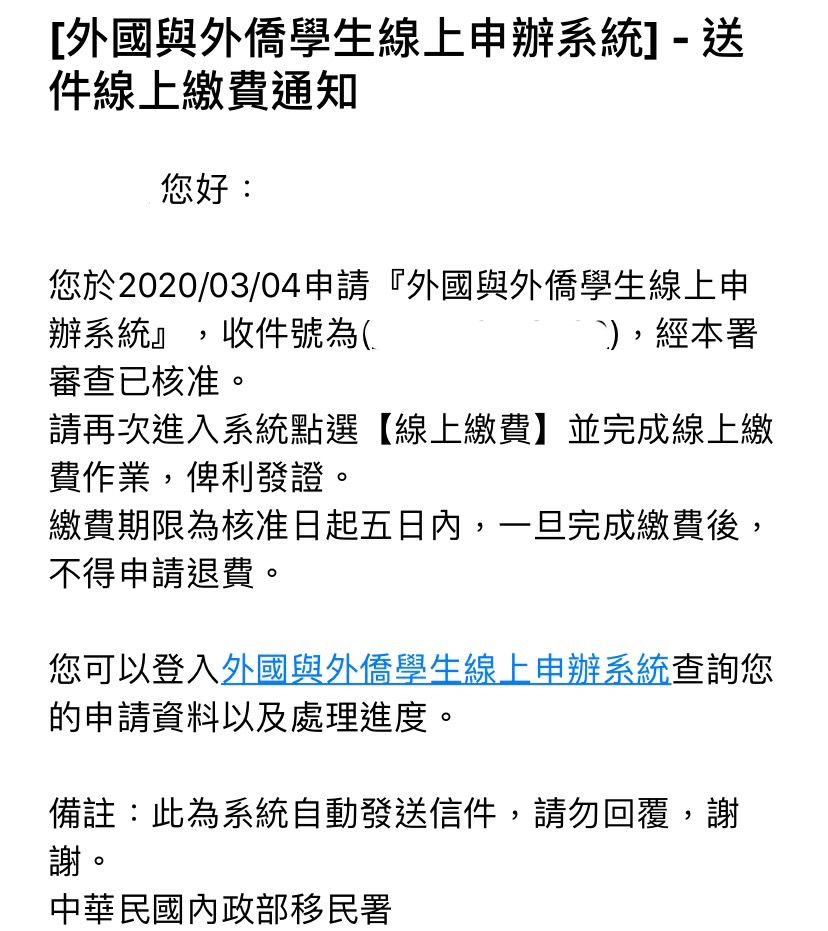 [外國與外僑學生線上申辦系統] - 送
件線上繳費通知
您好：
您於2020/03/04申請『外國與外僑學生線上申
辦系統』，收件號為( )，經本署
審查已核准。
請再次進入系統點選【線上繳費】並完成線上繳
費作業，俾利發證。
繳費期限為核准日起五日內，一旦完成繳費後，
不得申請退費。
您可以登入外國與外僑學生線上申辦系統查詢您
的申請資料以及處理進度。
備註：此為系統自動發送信件，請勿回覆，謝
謝。
中華民國內政部移民署